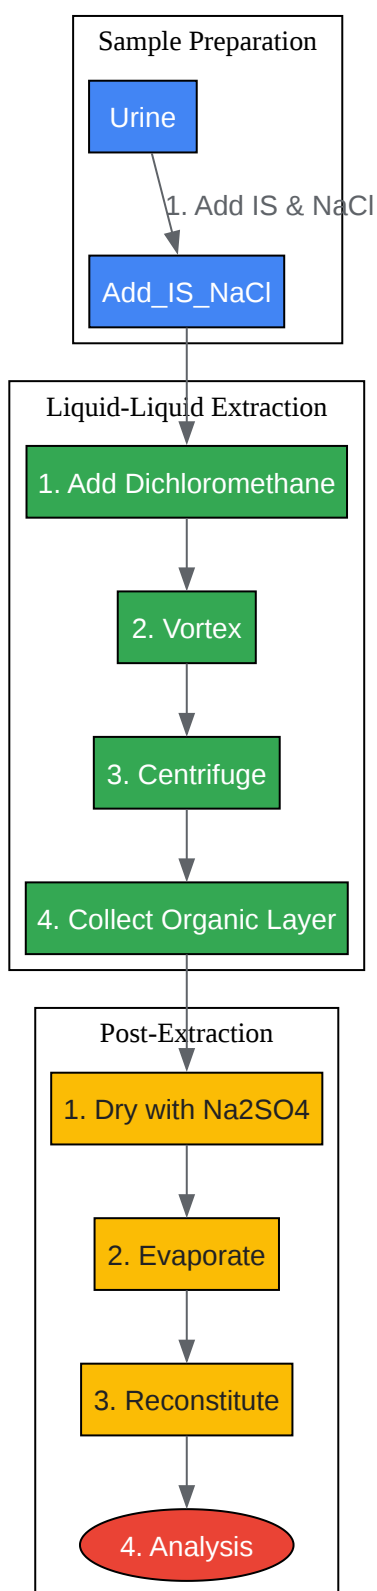 Sample Preparation
Urine
1. Add IS & NaCl
Add_IS_NaCl
Liquid-Liquid Extraction
1. Add Dichloromethane
2. Vortex
3. Centrifuge
4. Collect Organic Layer
Post-Extraction
1. Dry with Na2SO4
2. Evaporate
3. Reconstitute
4. Analysis